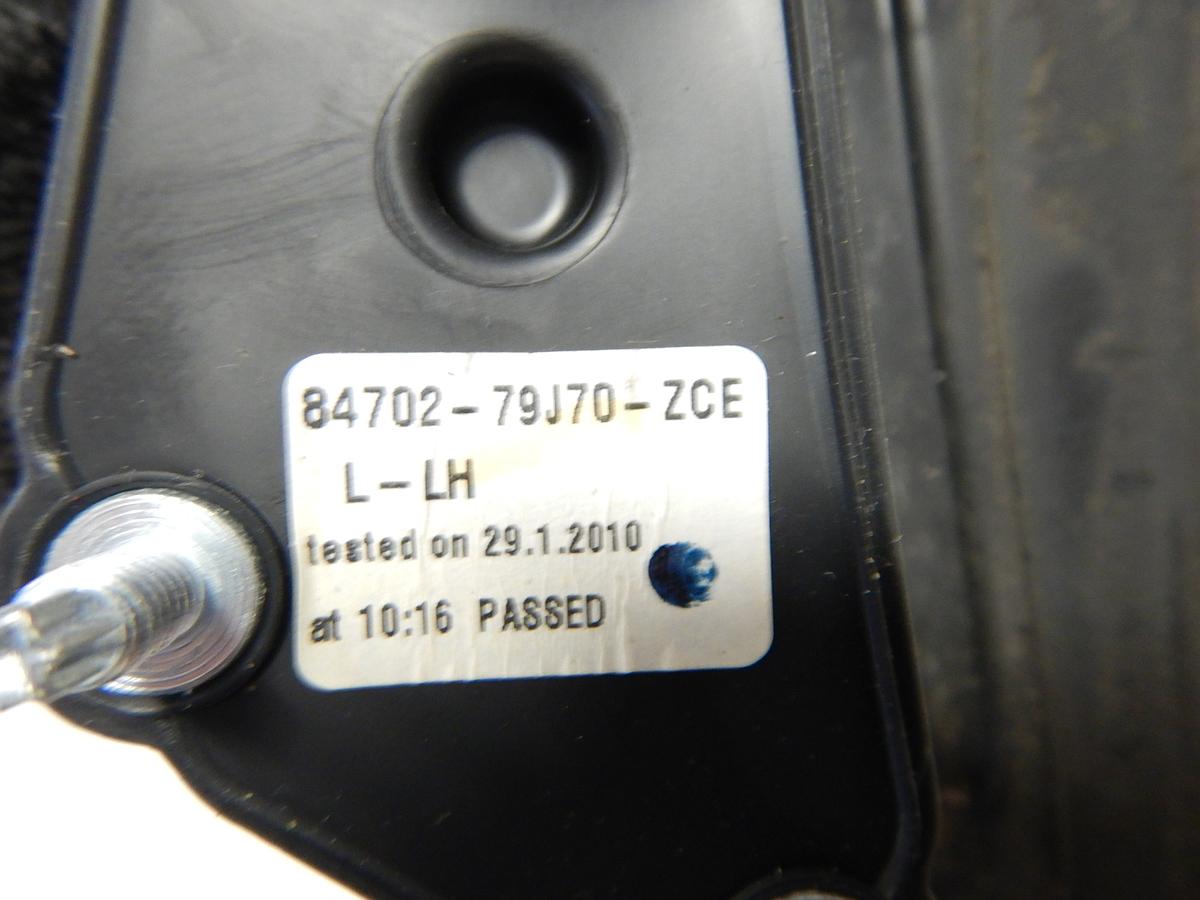 84702-79J70-ZCE
L-LH
tested on 29.1.2010
at 10:16 PASSED